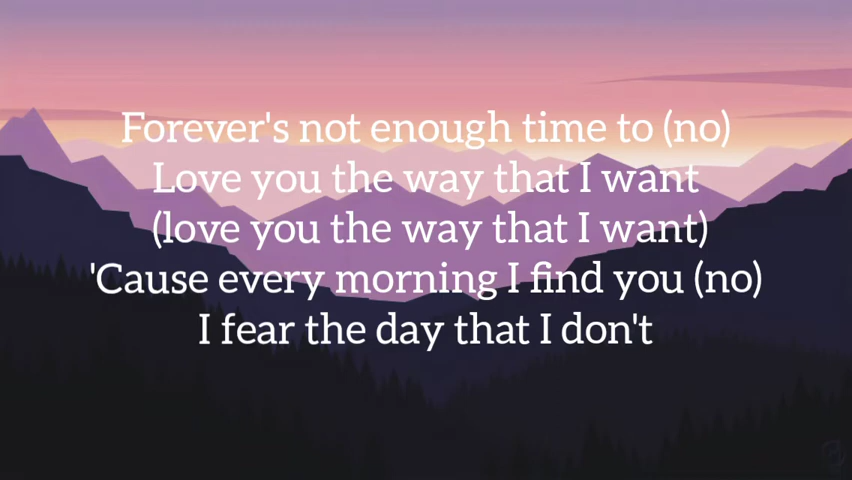 Forever's not enough time to (no)
Love you the way that I want
(love you the way that I want)
'Cause every morning I find you (no)
I fear the day that I don't